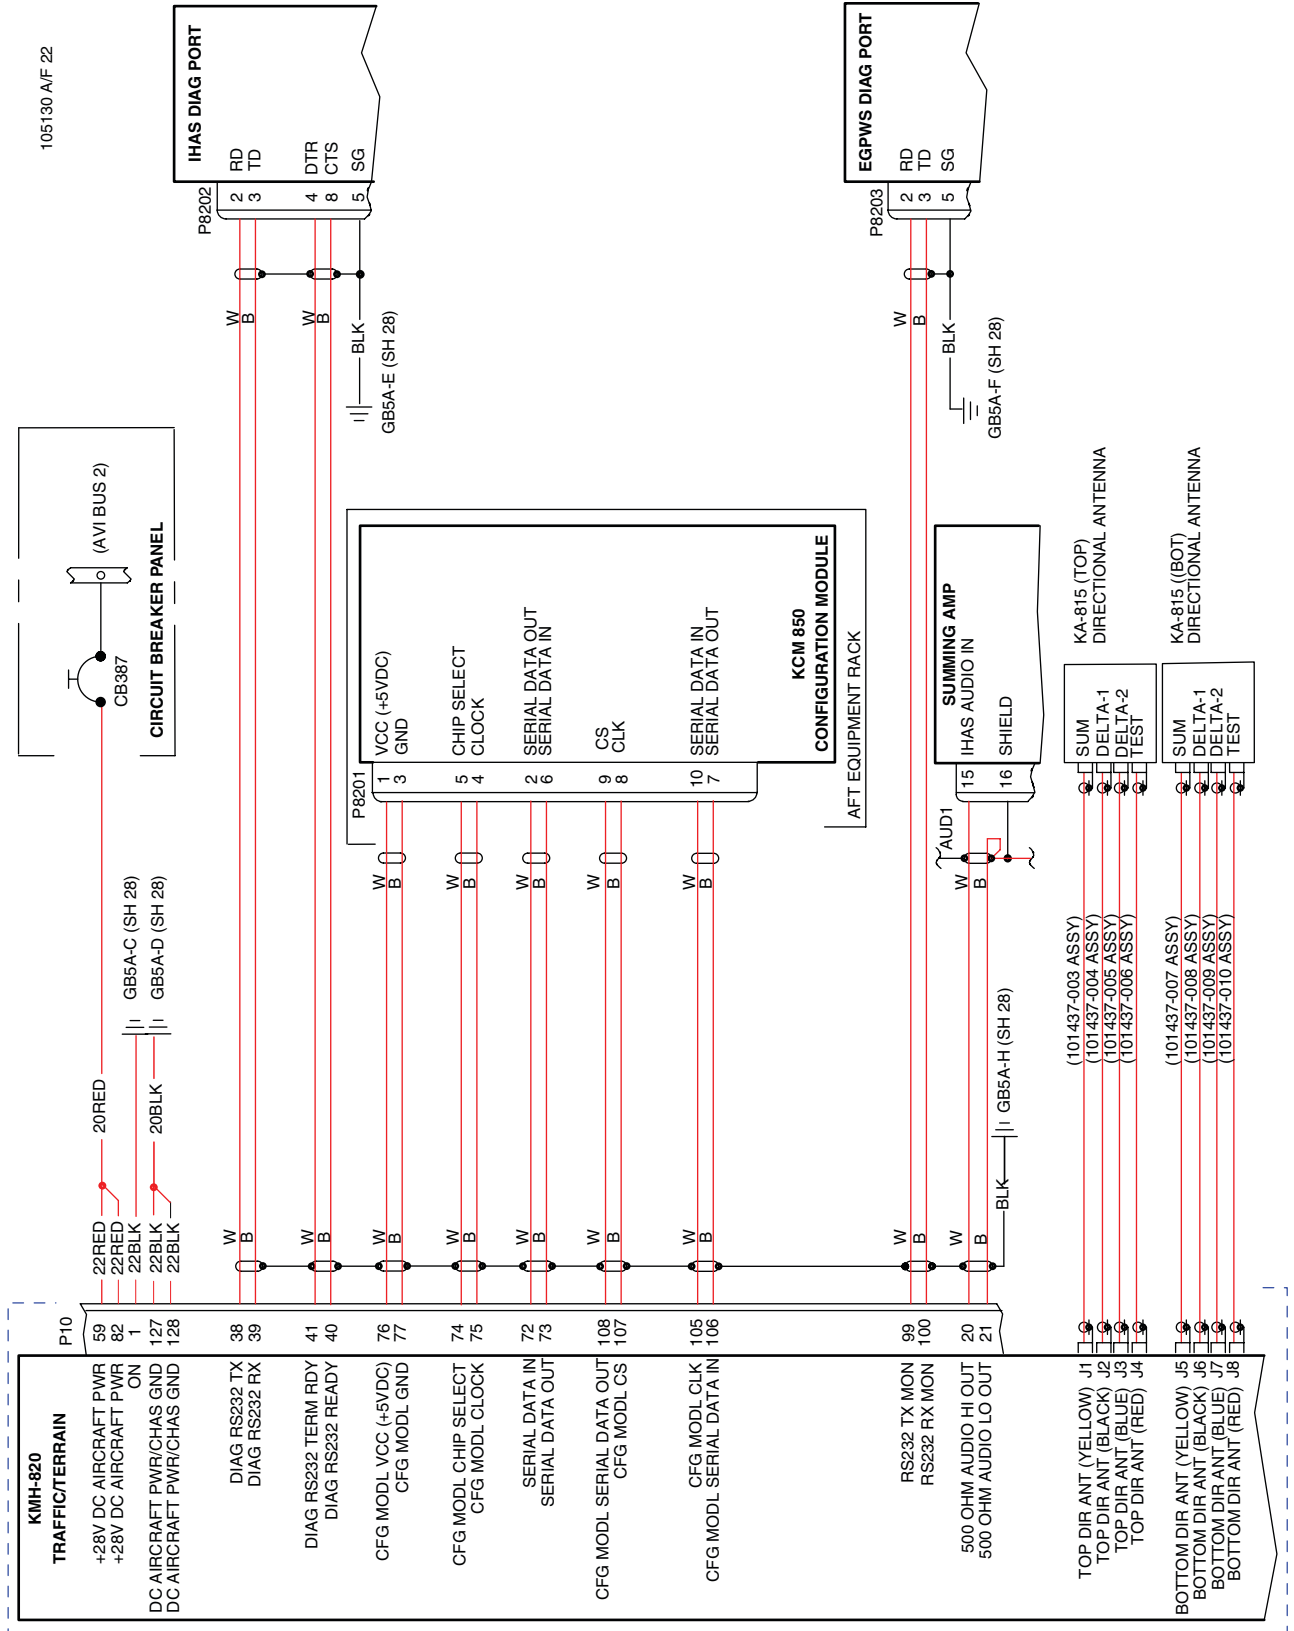 105130 A/F 22
KMH-820
TRAFFIC/TERRAIN
P10
+28V DC AIRCRAFT PWR 59 22RED 20RED
+28V DC AIRCRAFT PWR 82 22RED
ON 1 22BLK GB5A-C (SH 28)
DC AIRCRAFT PWR/CHAS GND 127 22BLK 20BLK GB5A-D (SH 28)
DC AIRCRAFT PWR/CHAS GND 128 22BLK
CB387
(AVI BUS 2)
CIRCUIT BREAKER PANEL
P8202
IHAS DIAG PORT
DIAG RS232 TX 38 W W 2 RD
DIAG RS232 RX 39 B B 3 TD
DIAG RS232 TERM RDY 41 W W 4 DTR
DIAG RS232 READY 40 B B 8 CTS
BLK 5 SG
GB5A-E (SH 28)
P8201
CFG MODL VCC (+5VDC) 76 W W 1 VCC (+5VDC)
CFG MODL GND 77 B B 3 GND
CFG MODL CHIP SELECT 74 W W 5 CHIP SELECT
CFG MODL CLOCK 75 B B 4 CLOCK
SERIAL DATA IN 72 W W 2 SERIAL DATA OUT
SERIAL DATA OUT 73 B B 6 SERIAL DATA IN
CFG MODL SERIAL DATA OUT 108 W W 9 CS
CFG MODL CS 107 B B 8 CLK
CFG MODL CLK 105 W W 10 SERIAL DATA IN
CFG MODL SERIAL DATA IN 106 B B 7 SERIAL DATA OUT
KCM 850
CONFIGURATION MODULE
AFT EQUIPMENT RACK
P8203
EGPWS DIAG PORT
RS232 TX MON 99 W W 2 RD
RS232 RX MON 100 B B 3 TD
BLK 5 SG
GB5A-F (SH 28)
AUD1
SUMMING AMP
500 OHM AUDIO HI OUT 20 W W 15 IHAS AUDIO IN
500 OHM AUDIO LO OUT 21 B B
16 SHIELD
BLK GB5A-H (SH 28)
KA-815 (TOP)
DIRECTIONAL ANTENNA
TOP DIR ANT (YELLOW) J1 (101437-003 ASSY) SUM
TOP DIR ANT (BLACK) J2 (101437-004 ASSY) DELTA-1
TOP DIR ANT (BLUE) J3 (101437-005 ASSY) DELTA-2
TOP DIR ANT (RED) J4 (101437-006 ASSY) TEST
KA-815 ((BOT)
DIRECTIONAL ANTENNA
BOTTOM DIR ANT (YELLOW) J5 (101437-007 ASSY) SUM
BOTTOM DIR ANT (BLACK) J6 (101437-008 ASSY) DELTA-1
BOTTOM DIR ANT (BLUE) J7 (101437-009 ASSY) DELTA-2
BOTTOM DIR ANT (RED) J8 (101437-010 ASSY) TEST